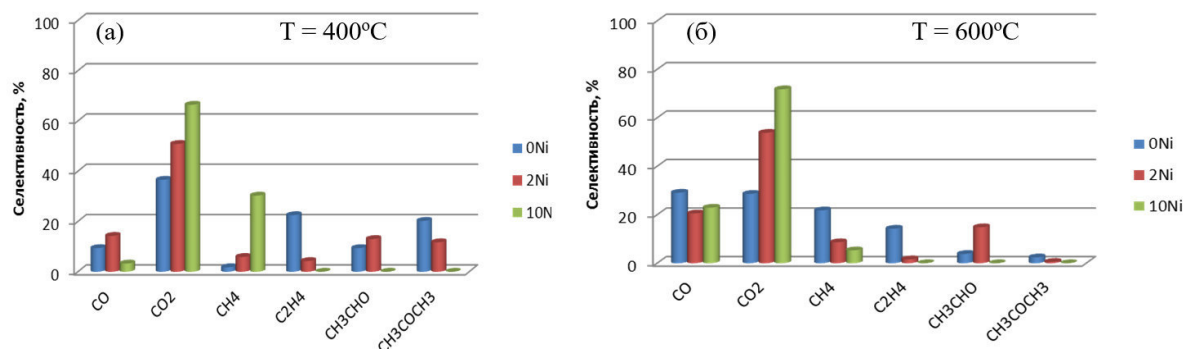 (а) T = 400ºC
Селективность, %
100
80
60
40
20
0
CO
CO2
CH4
C2H4
CH3CHO
CH3COCH3
0Ni
2Ni
10N
(б) T = 600ºC
Селективность, %
100
80
60
40
20
0
CO
CO2
CH4
C2H4
CH3CHO
CH3COCH3
0Ni
2Ni
10Ni